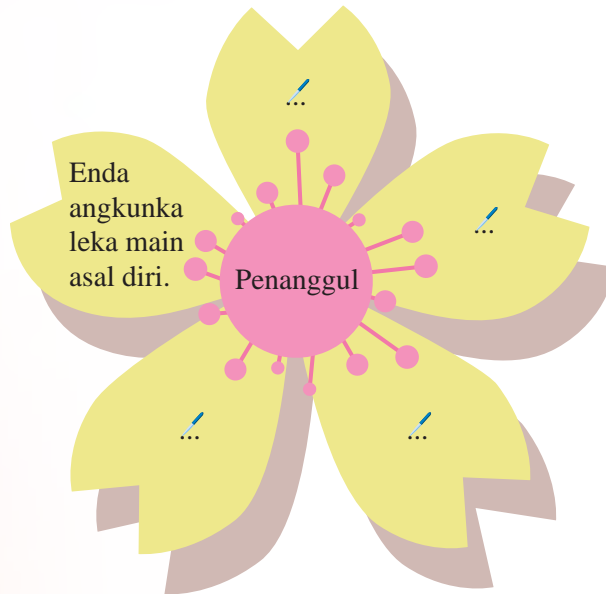 ...
Enda
angkunka
leka main
asal diri.
...
Penanggul
...
...